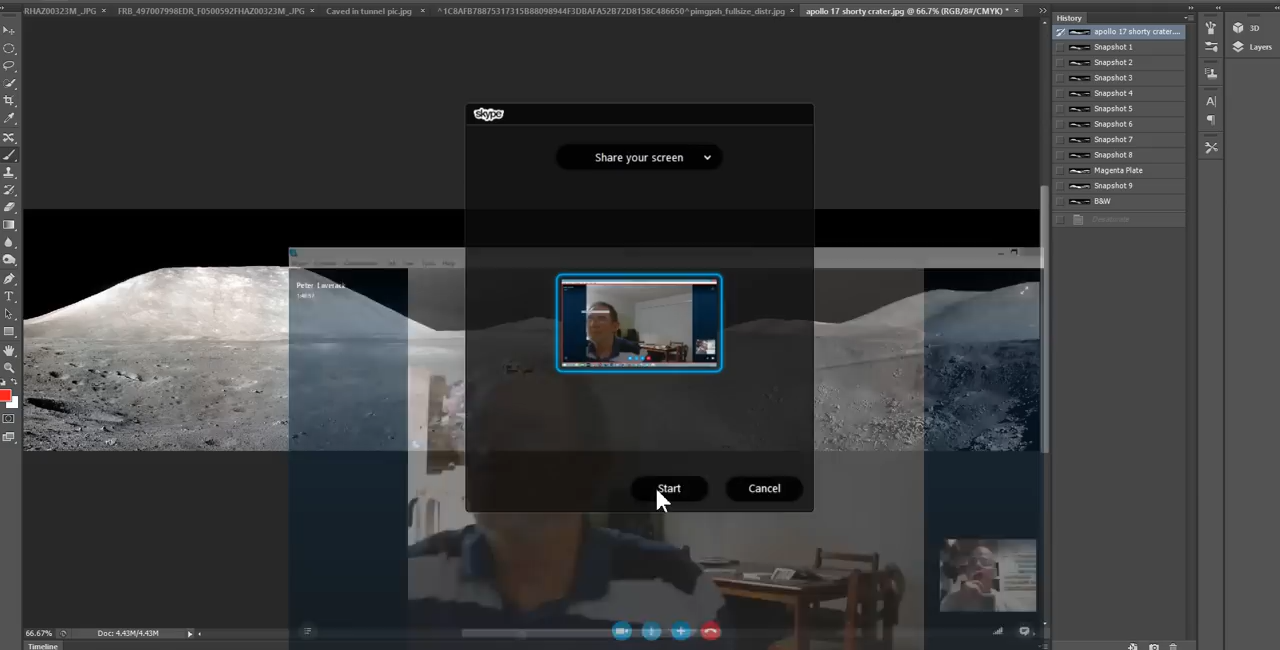 RHAZ00323M_.JPG ×
FRB_497007998EDR_F0500592FHAZ00323M_.JPG ×
Caved in tunnel pic.jpg ×
apollo 17 shorty crater.jpg @ 66.7% (RGB/8#/CMYK) * ×
History
apollo 17 shorty crater....
Snapshot 1
Snapshot 2
Snapshot 3
Snapshot 4
Snapshot 5
Snapshot 6
Snapshot 7
Snapshot 8
Magenta Plate
Snapshot 9
B&W
3D
Layers
skype
Share your screen
Start
Cancel
Peter Laverack
Tools Help
66.67%
Doc: 4.43M/4.43M
Timeline